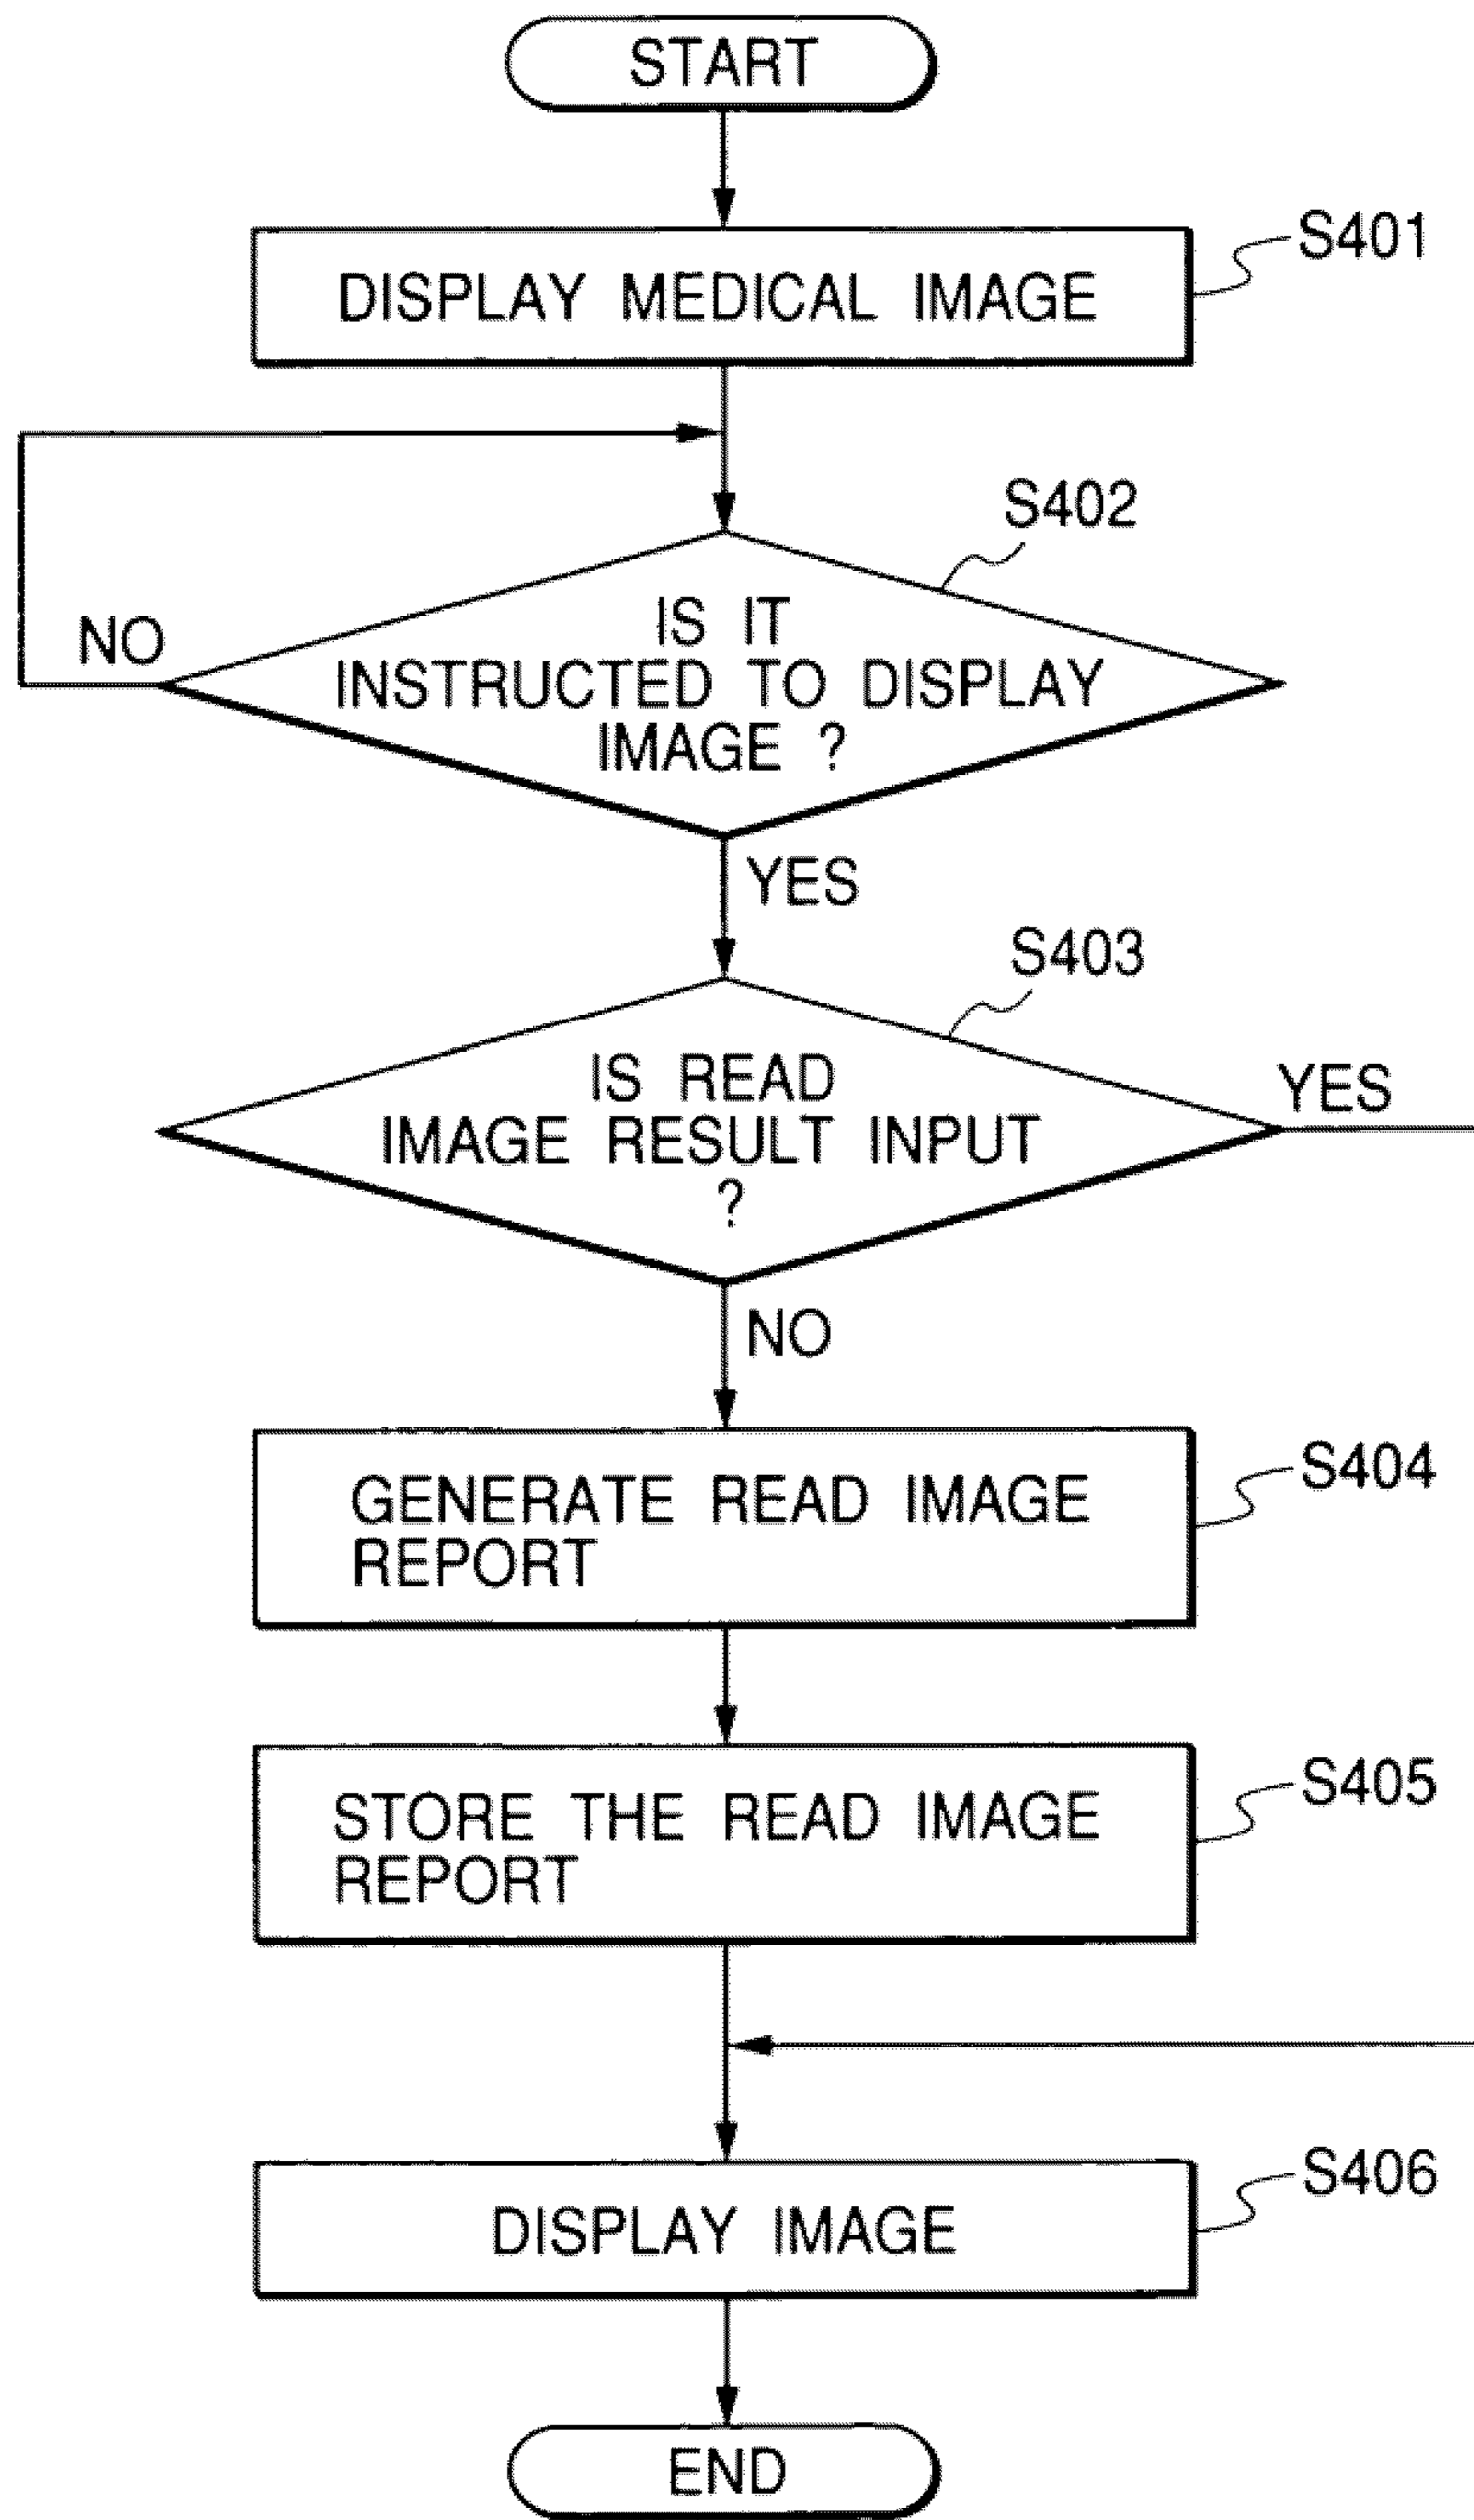 START
DISPLAY MEDICAL IMAGE
S401
S402
IS IT
INSTRUCTED TO DISPLAY
IMAGE ?
NO
YES
S403
IS READ
IMAGE RESULT INPUT
?
YES
NO
GENERATE READ IMAGE
REPORT
S404
STORE THE READ IMAGE
REPORT
S405
DISPLAY IMAGE
S406
END